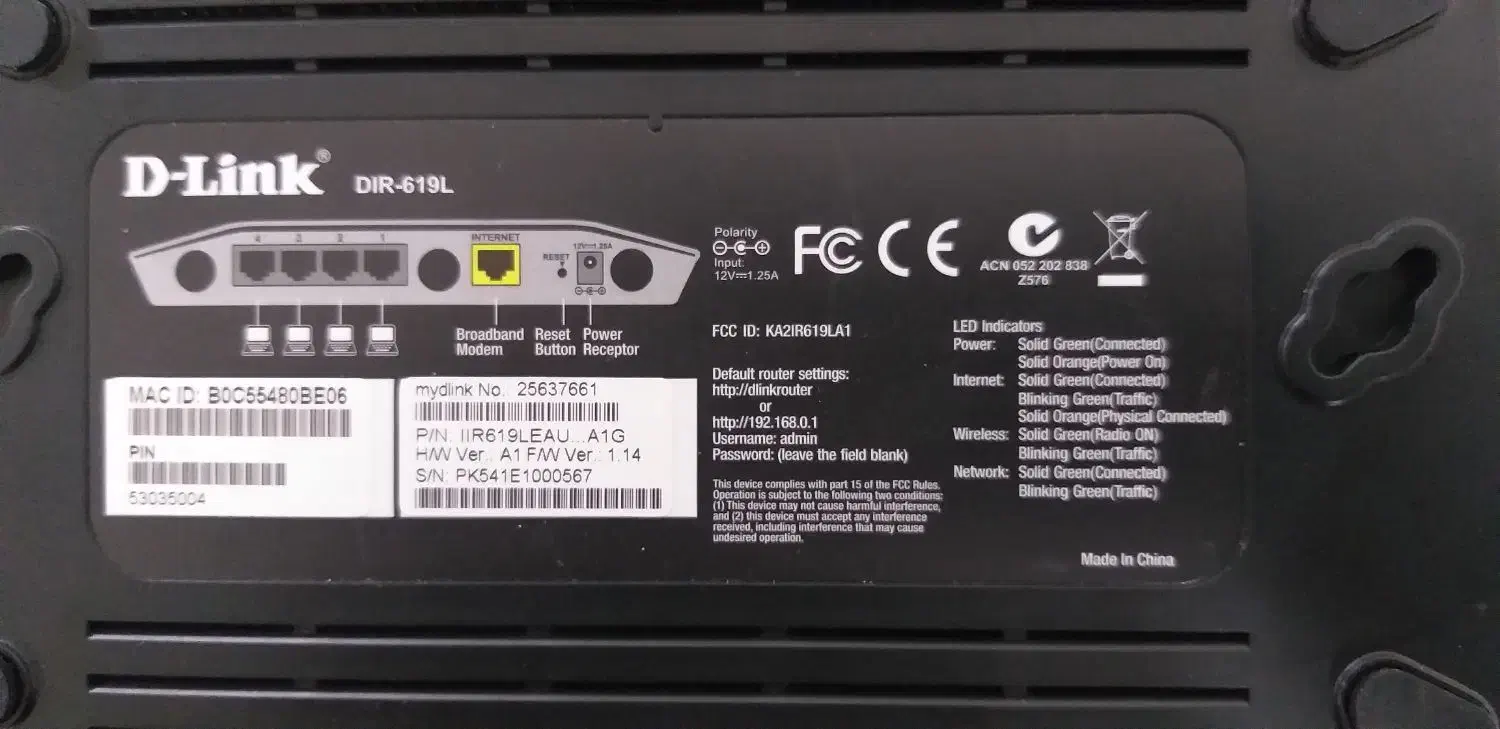 D-Link® DIR-619L
4 3 2 1
INTERNET
RESET
12V⎓1.25A
Broadband
Modem
Reset
Button
Power
Receptor
Polarity
Input:
12V⎓1.25A
FC CE
ACN 052 202 838
Z576
MAC ID: B0C55480BE06
PIN
53035004
mydlink No. 25637661
P/N: IIR619LEAU...A1G
H/W Ver.: A1 F/W Ver.: 1.14
S/N: PK541E1000567
FCC ID: KA2IR619LA1
Default router settings:
http://dlinkrouter
or
http://192.168.0.1
Username: admin
Password: (leave the field blank)
This device complies with part 15 of the FCC Rules.
Operation is subject to the following two conditions:
(1) This device may not cause harmful interference,
and (2) this device must accept any interference
received, including interference that may cause
undesired operation.
LED Indicators
Power: Solid Green(Connected)
Solid Orange(Power On)
Internet: Solid Green(Connected)
Blinking Green(Traffic)
Solid Orange(Physical Connected)
Wireless: Solid Green(Radio ON)
Blinking Green(Traffic)
Network: Solid Green(Connected)
Blinking Green(Traffic)
Made In China